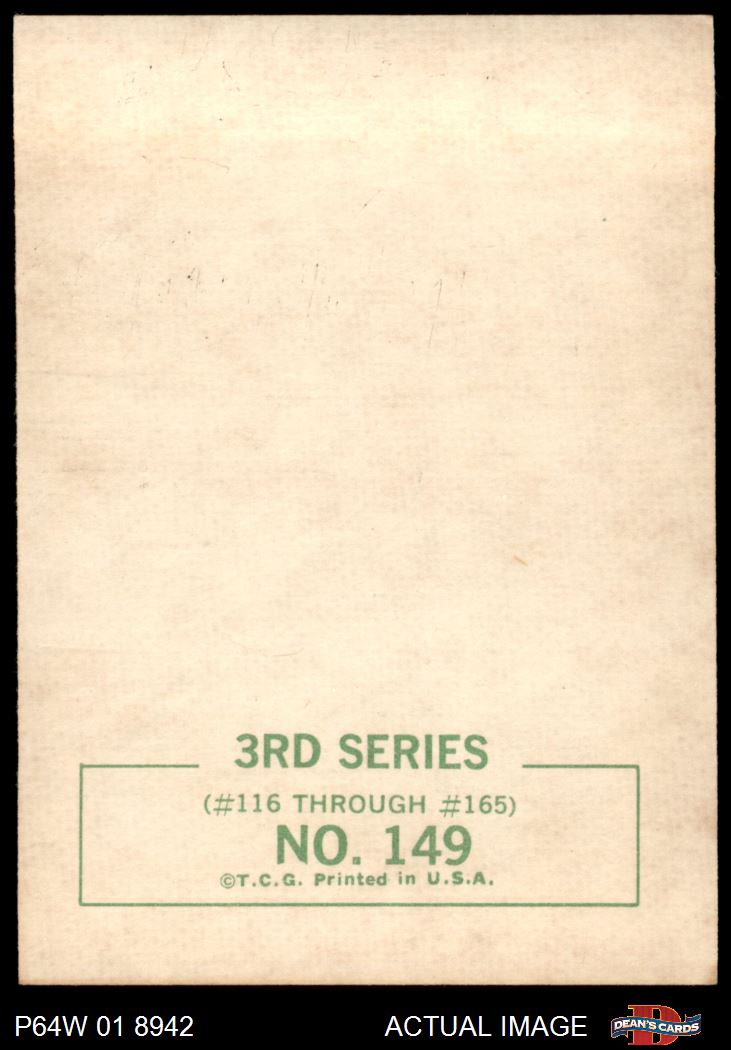 3RD SERIES
(#116 THROUGH #165)
NO. 149
©T.C.G. Printed in U.S.A.
P64W 01 8942
ACTUAL IMAGE
D
DEAN'S CARDS